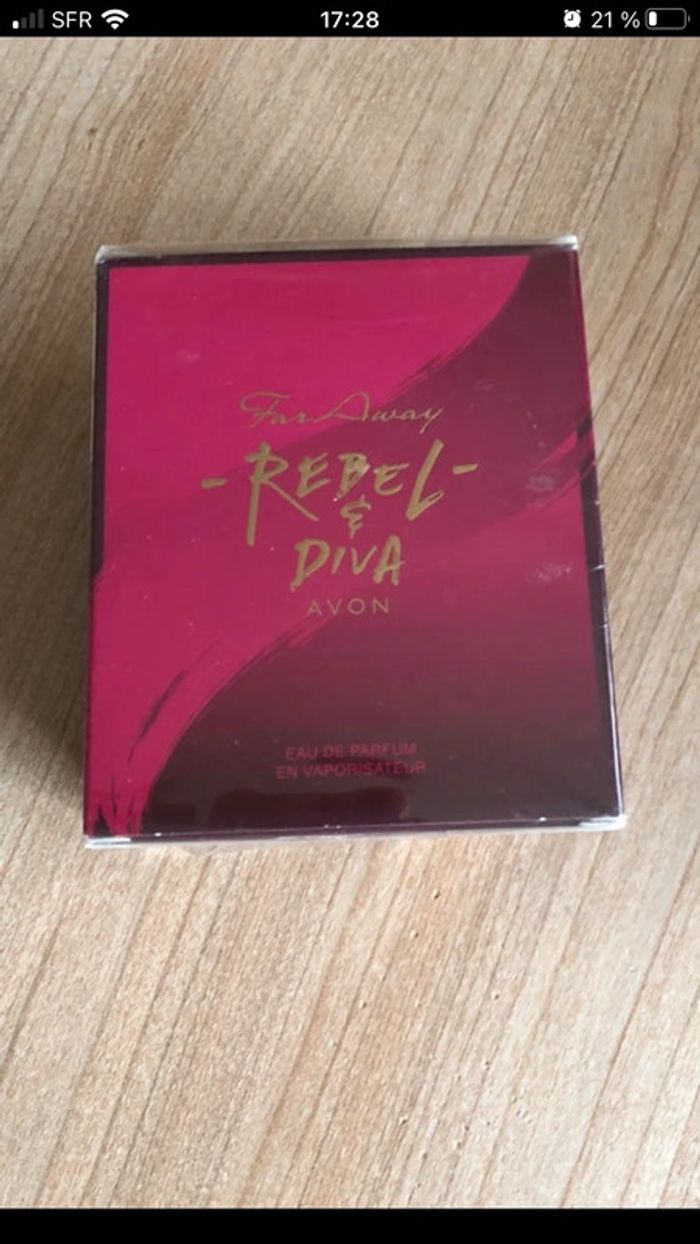 SFR 17:28 21 %
Far Away
-REBEL-
&
DIVA
AVON
EAU DE PARFUM
EN VAPORISATEUR